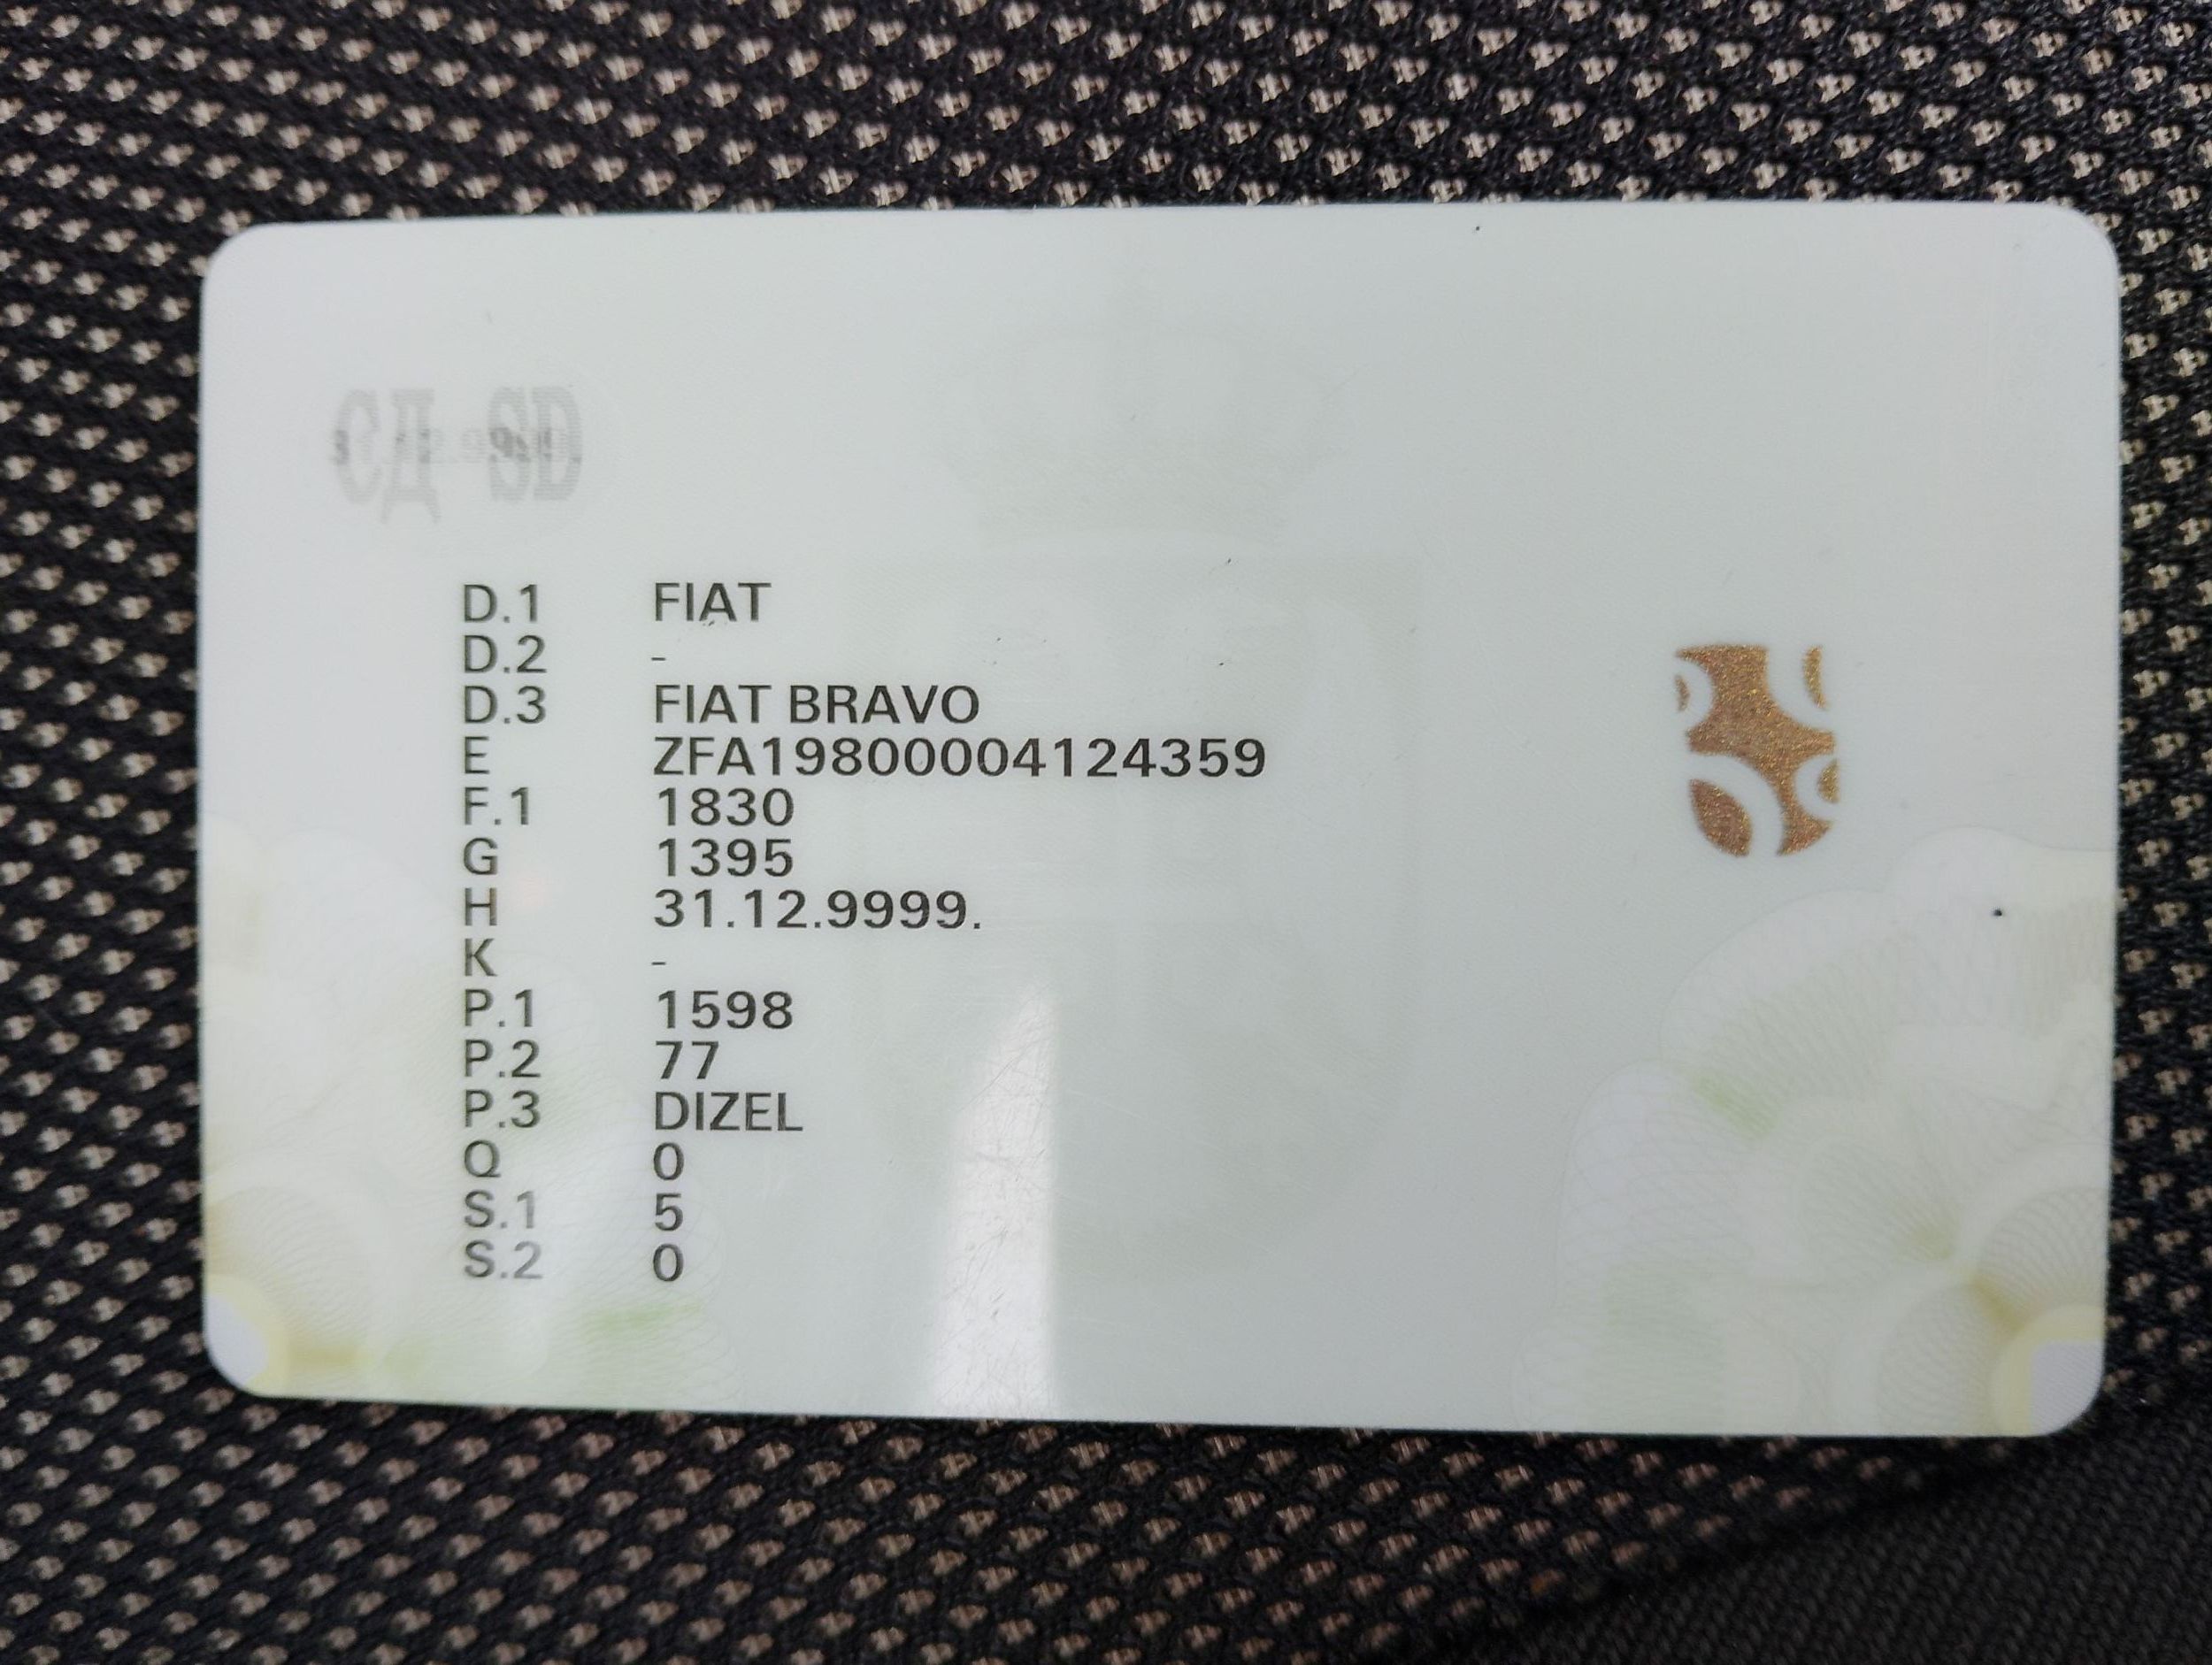 СД SD
D.1 FIAT
D.2 -
D.3 FIAT BRAVO
E ZFA19800004124359
F.1 1830
G 1395
H 31.12.9999.
K -
P.1 1598
P.2 77
P.3 DIZEL
Q 0
S.1 5
S.2 0